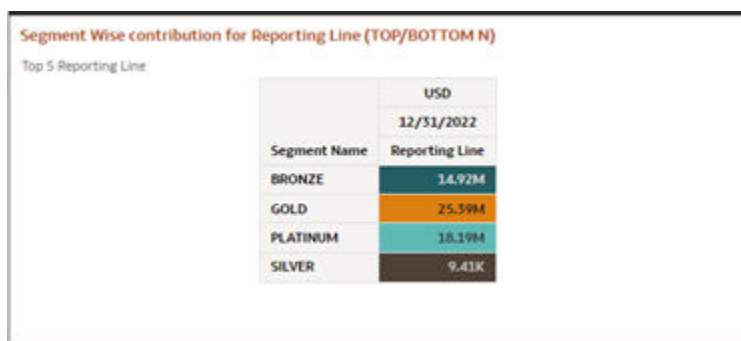 Segment Wise contribution for Reporting Line (TOP/BOTTOM N)
Top 5 Reporting Line
USD
12/31/2022
Segment Name Reporting Line
BRONZE 14.92M
GOLD 25.39M
PLATINUM 18.19M
SILVER 9.41K